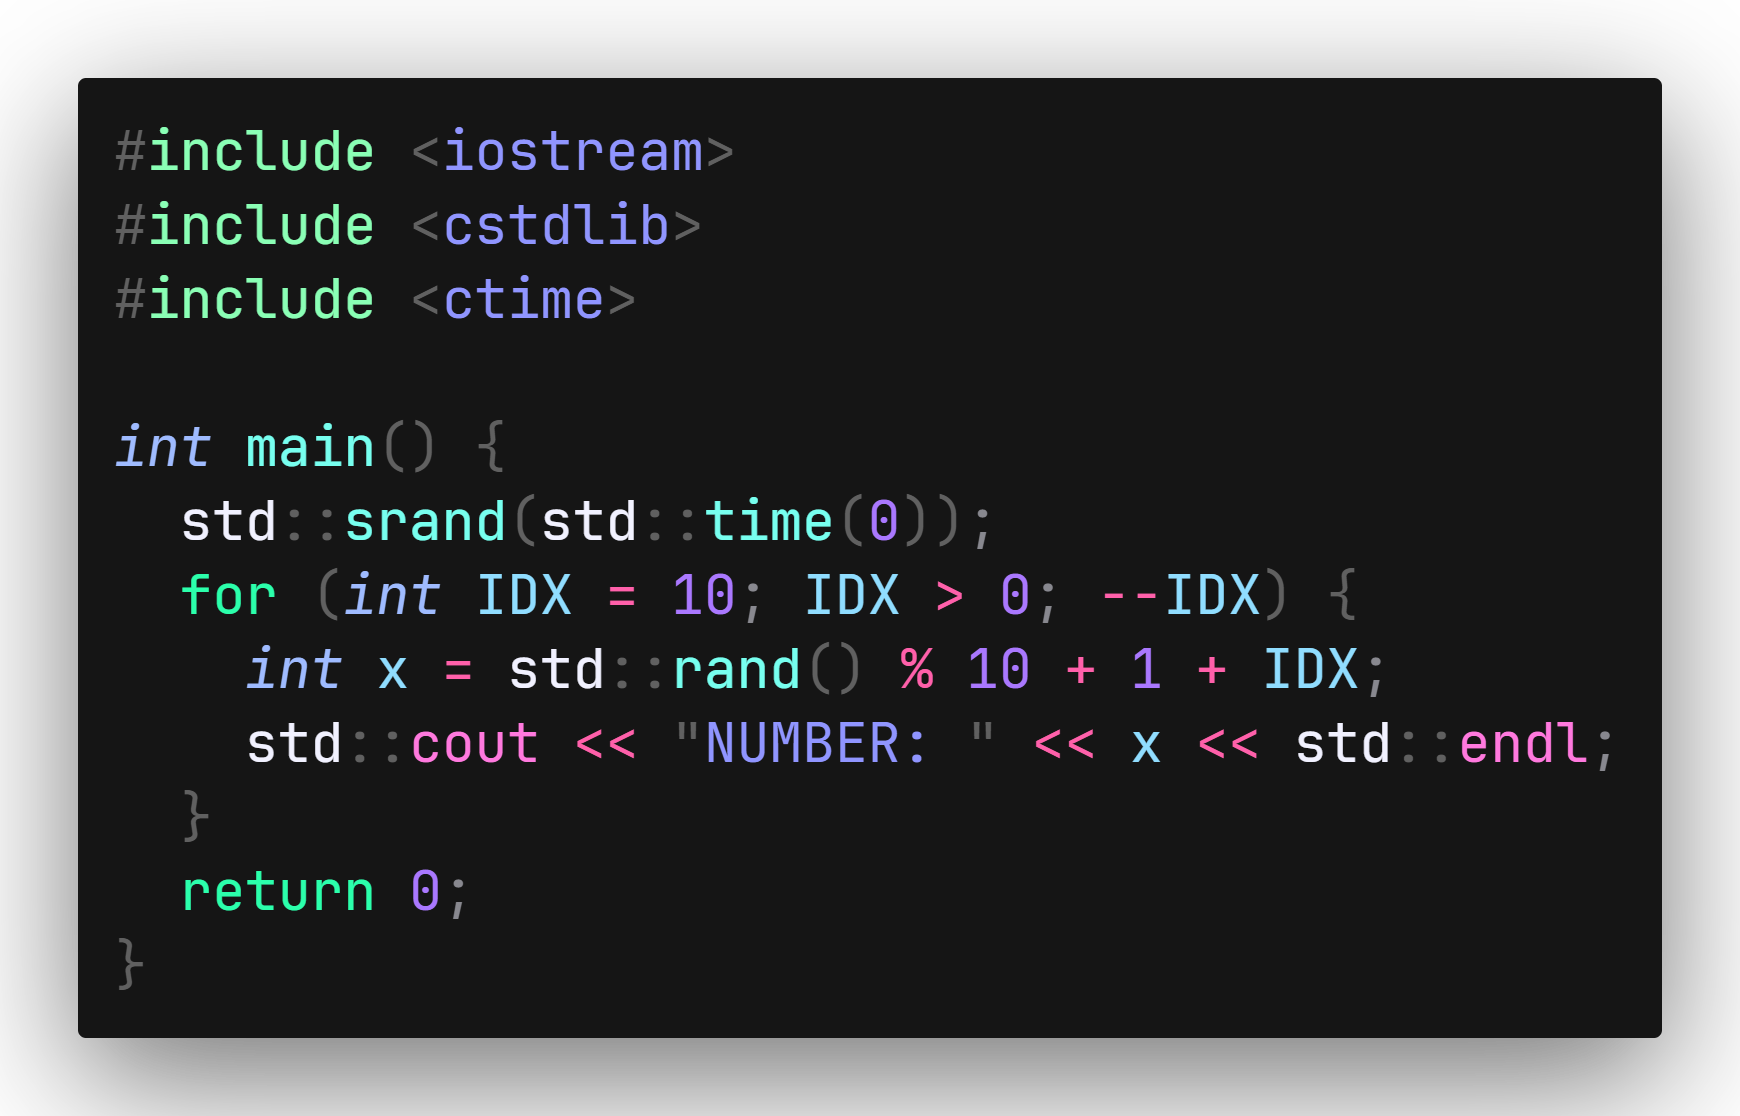 #include <iostream>
#include <cstdlib>
#include <ctime>

int main() {
  std::srand(std::time(0));
  for (int IDX = 10; IDX > 0; --IDX) {
    int x = std::rand() % 10 + 1 + IDX;
    std::cout << "NUMBER: " << x << std::endl;
  }
  return 0;
}